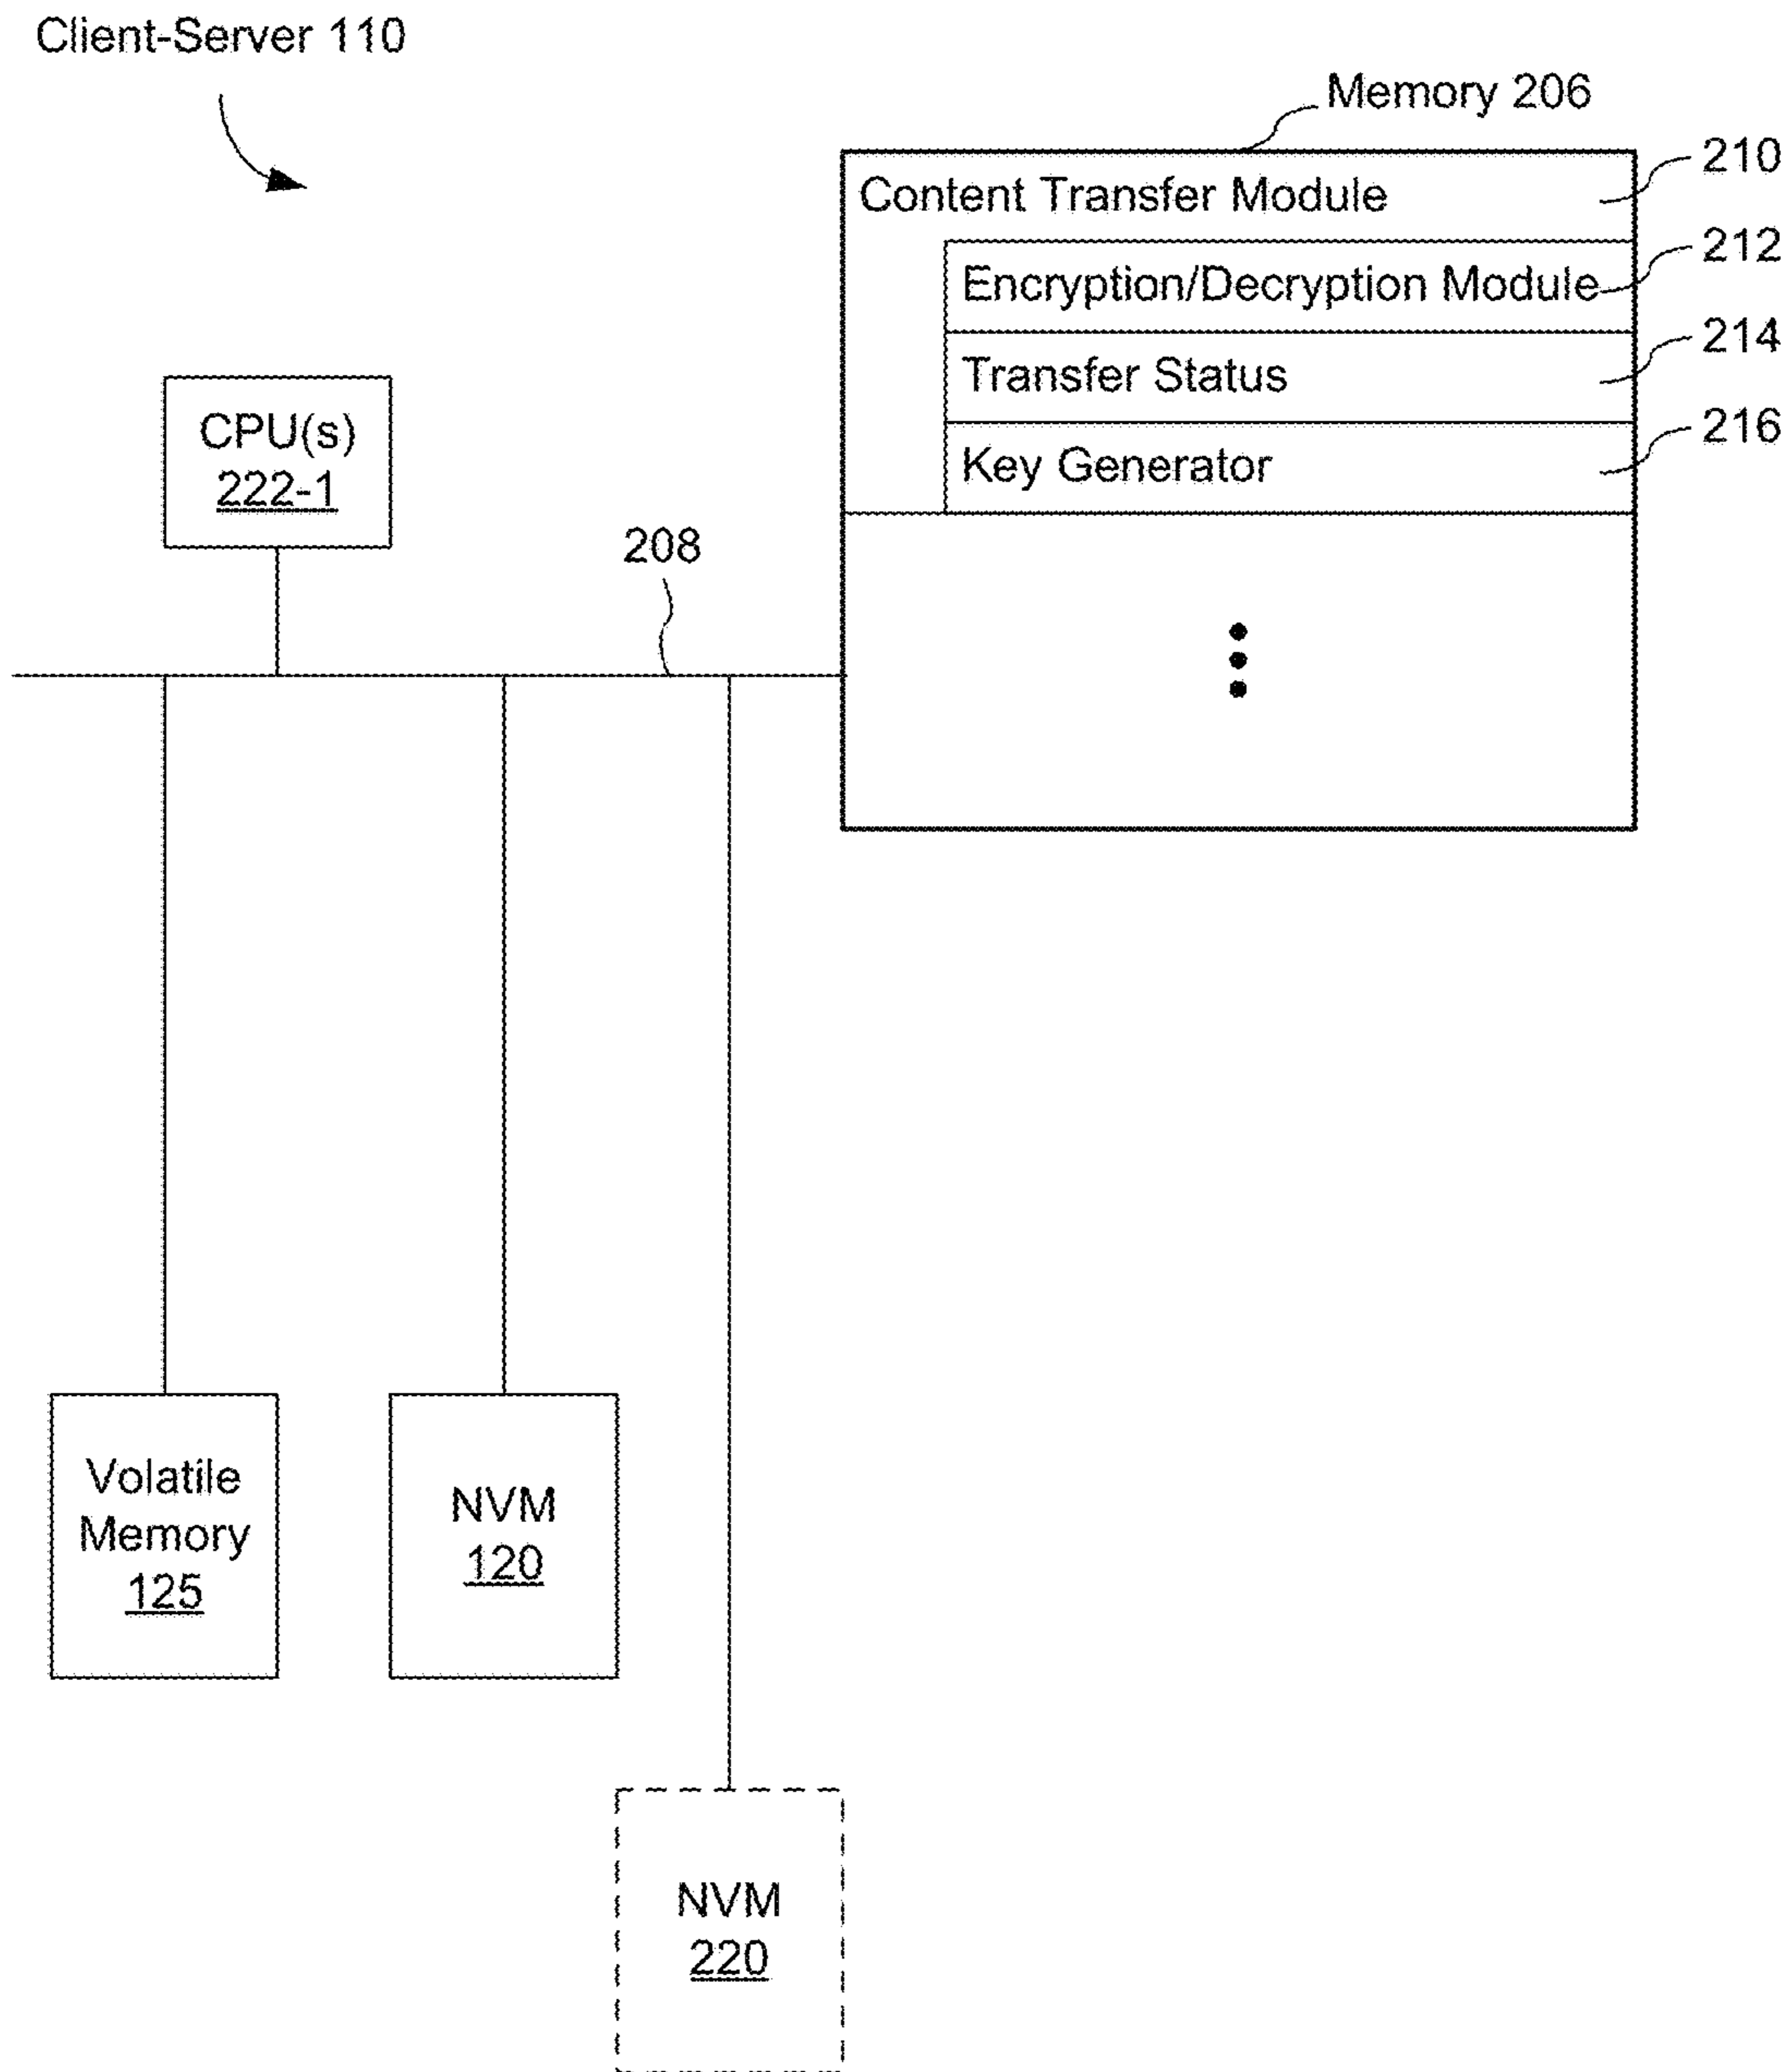 Client-Server 110
Memory 206
Content Transfer Module
210
Encryption/Decryption Module
212
Transfer Status
214
Key Generator
216
CPU(s)
222-1
208
Volatile
Memory
125
NVM
120
NVM
220